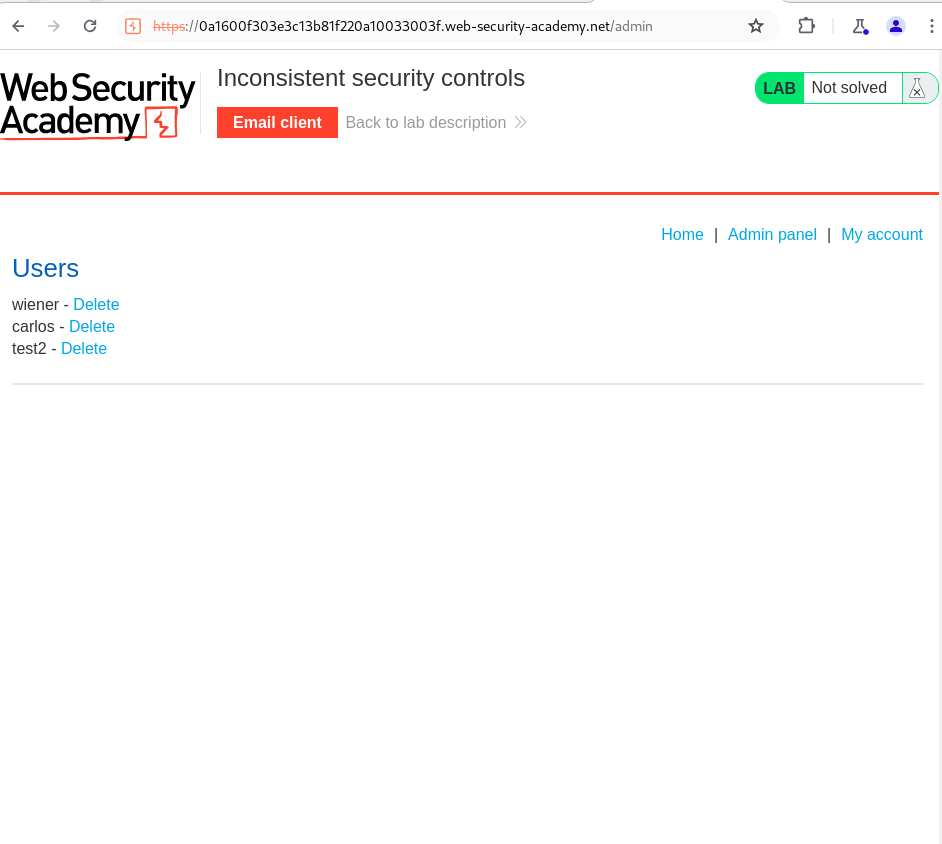 https://0a1600f303e3c13b81f220a10033003f.web-security-academy.net/admin
Web Security
Academy
Inconsistent security controls
Email client Back to lab description
LAB Not solved
Home | Admin panel | My account
Users
wiener - Delete
carlos - Delete
test2 - Delete